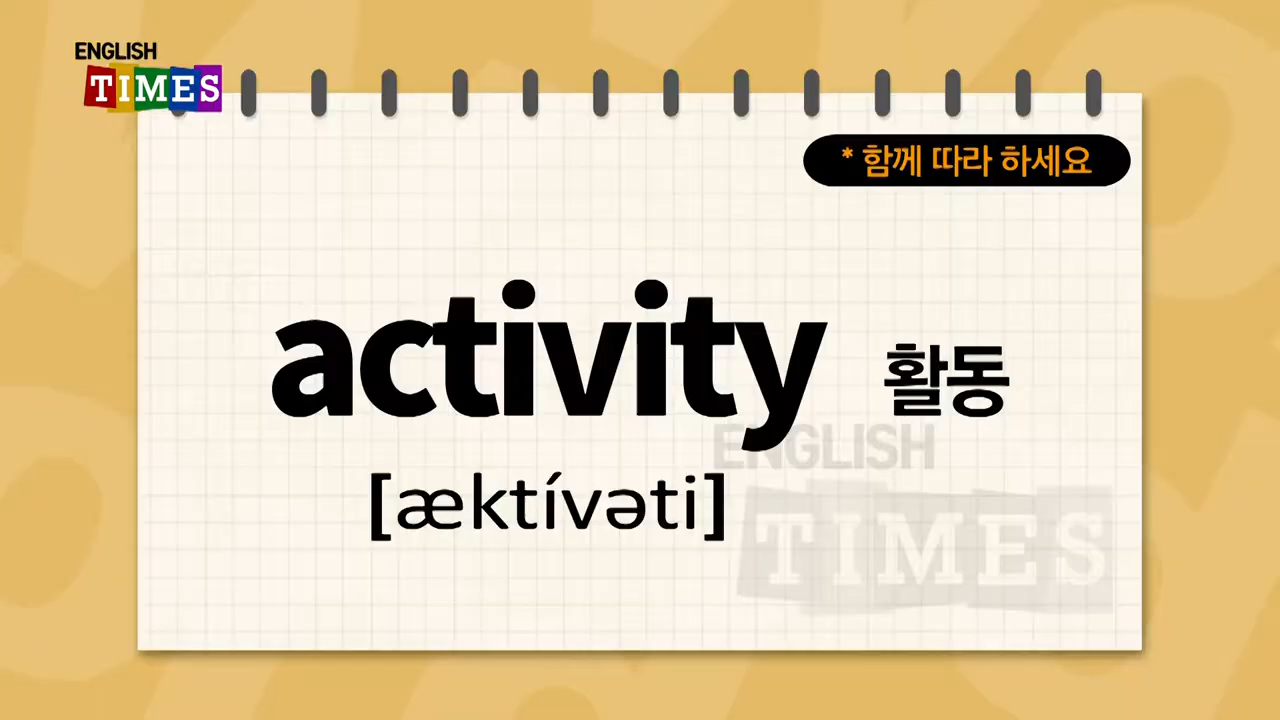 ENGLISH
TIMES
* 함께 따라 하세요
activity 활동
[æktívəti]
ENGLISH
TIMES